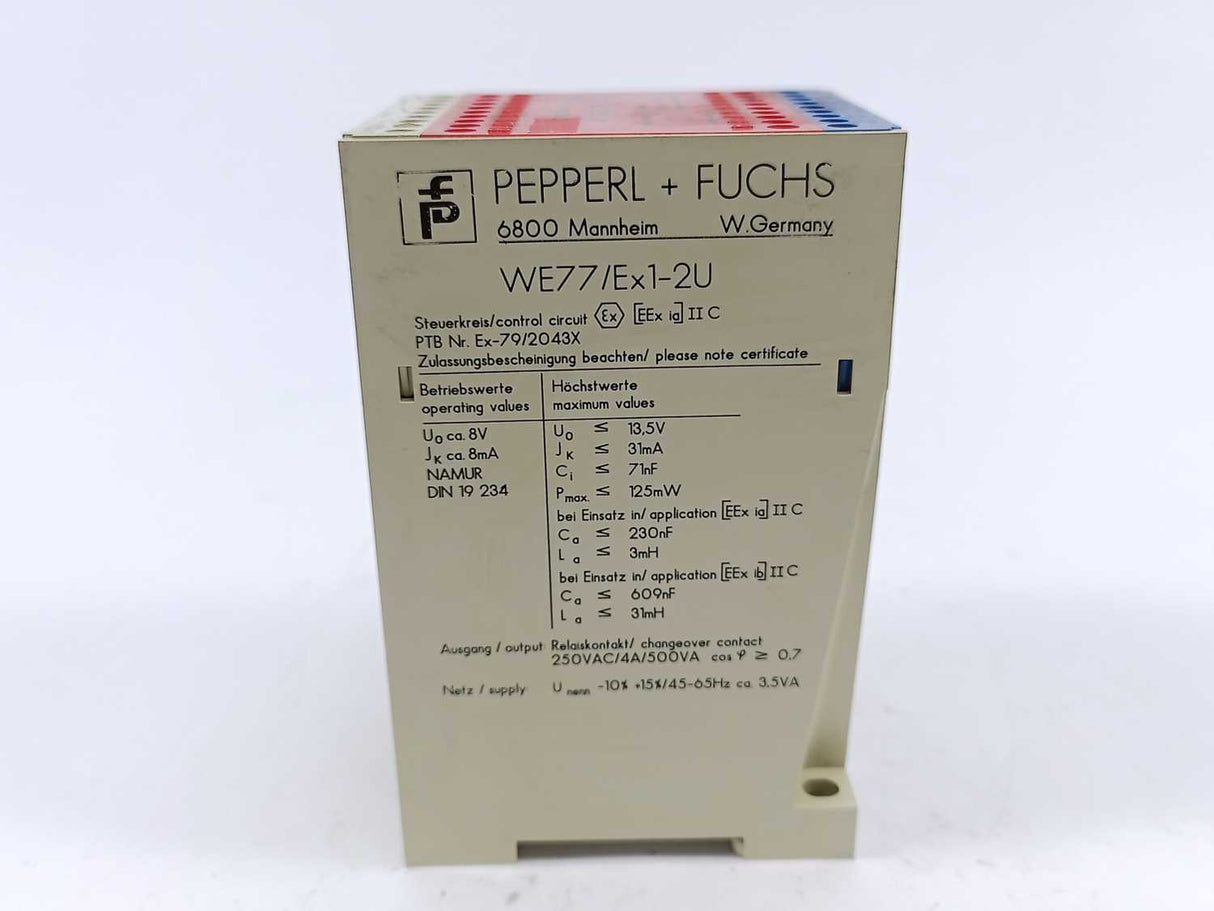 PEPPERL + FUCHS
6800 Mannheim W.Germany
WE77/Ex1-2U
Steuerkreis/control circuit Ex [EEx ia] II C
PTB Nr. Ex-79/2043X
Zulassungsbescheinigung beachten/ please note certificate
Betriebswerte
operating values
Uo ca. 8V
JK ca. 8mA
NAMUR
DIN 19 234
Höchstwerte
maximum values
Uo ≤ 13,5V
JK ≤ 31mA
Ci ≤ 71nF
Pmax. ≤ 125mW
bei Einsatz in/ application [EEx ia] II C
Ca ≤ 230nF
La ≤ 3mH
bei Einsatz in/ application [EEx ib] II C
Ca ≤ 609nF
La ≤ 31mH
Ausgang / output Relaiskontakt/ changeover contact
250VAC/4A/500VA cos φ ≥ 0.7
Netz / supply U nenn -10% +15%/45-65Hz ca. 3.5VA